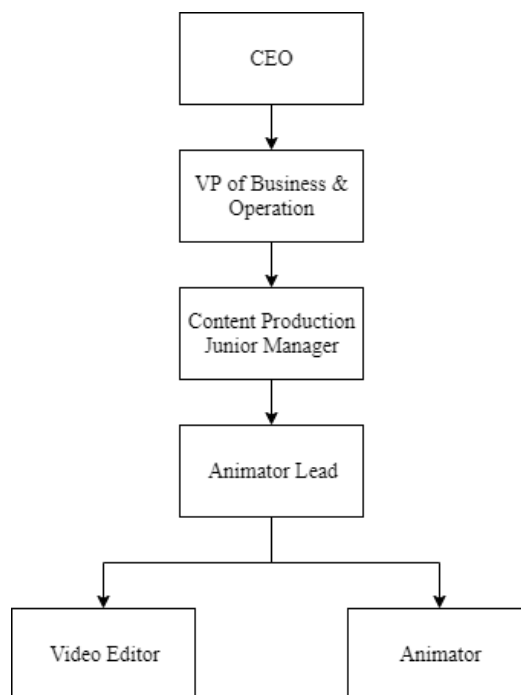 CEO
VP of Business &
Operation
Content Production
Junior Manager
Animator Lead
Video Editor
Animator